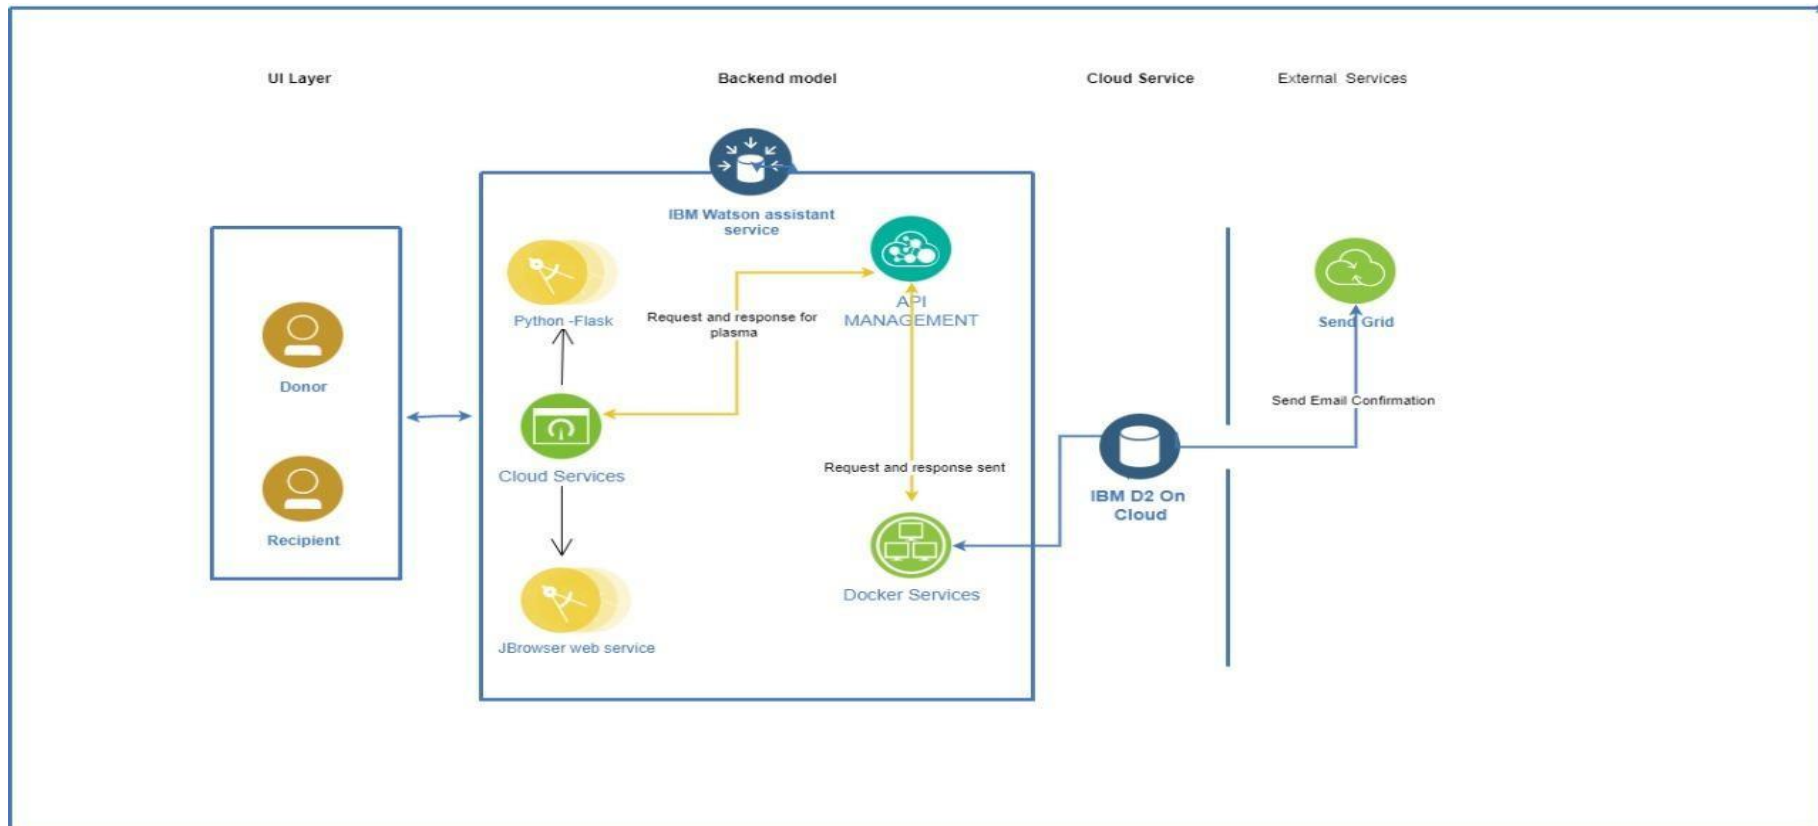 UI Layer
Backend model
Cloud Service
External Services
IBM Watson assistant
service
Python -Flask
Request and response for
plasma
API
MANAGEMENT
Send Grid
Donor
Send Email Confirmation
Cloud Services
Request and response sent
IBM D2 On
Cloud
Recipient
Docker Services
JBrowser web service